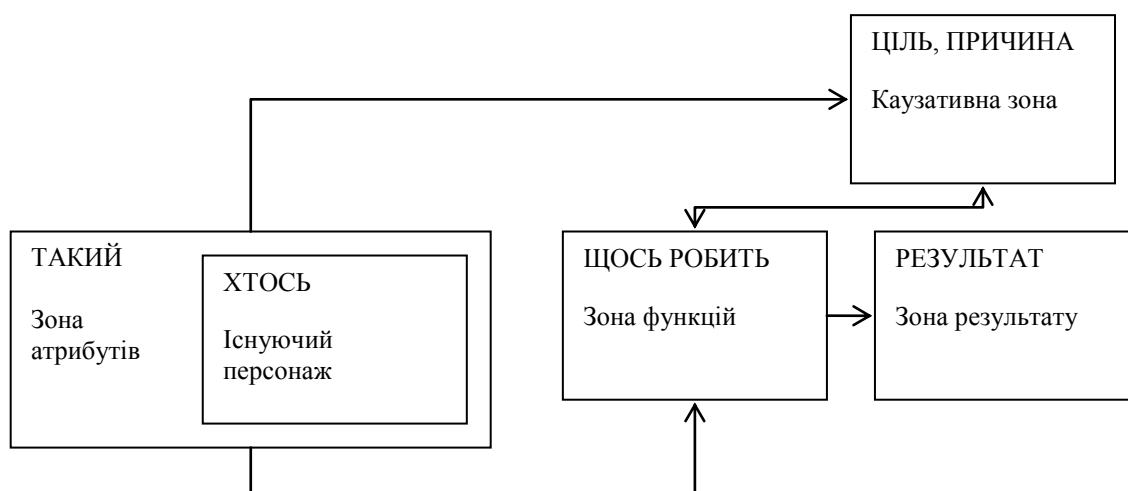 ЦІЛЬ, ПРИЧИНА
Каузативна зона
ТАКИЙ
Зона
атрибутів
ХТОСЬ
Існуючий
персонаж
ЩОСЬ РОБИТЬ
Зона функцій
РЕЗУЛЬТАТ
Зона результату